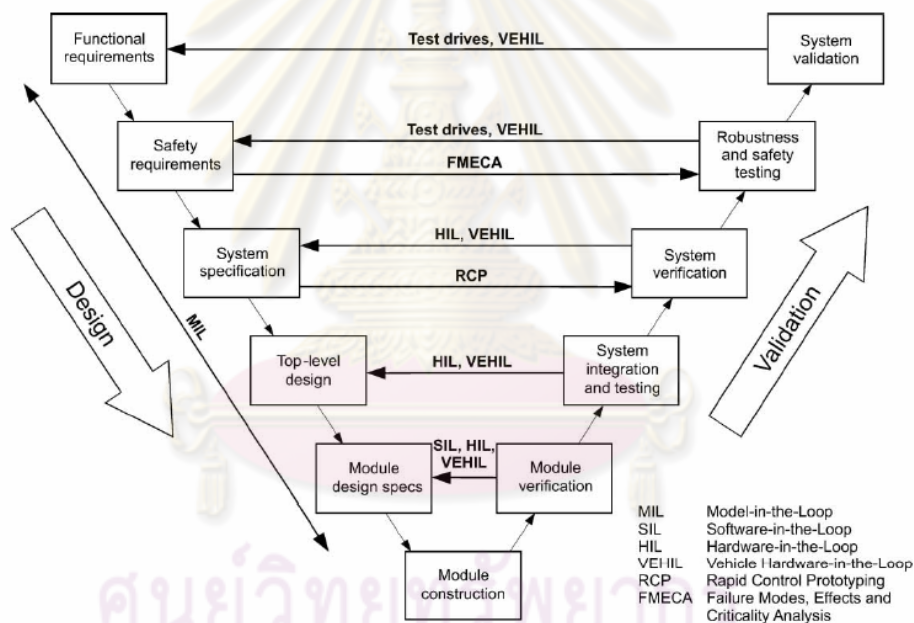 Functional
requirements
Test drives, VEHIL
System
validation
Safety
requirements
Test drives, VEHIL
FMECA
Robustness
and safety
testing
System
specification
HIL, VEHIL
RCP
System
verification
Design
MIL
Validation
Top-level
design
HIL, VEHIL
System
integration
and testing
Module
design specs
SIL, HIL,
VEHIL
Module
verification
Module
construction
MIL Model-in-the-Loop
SIL Software-in-the-Loop
HIL Hardware-in-the-Loop
VEHIL Vehicle Hardware-in-the-Loop
RCP Rapid Control Prototyping
FMECA Failure Modes, Effects and
Criticality Analysis